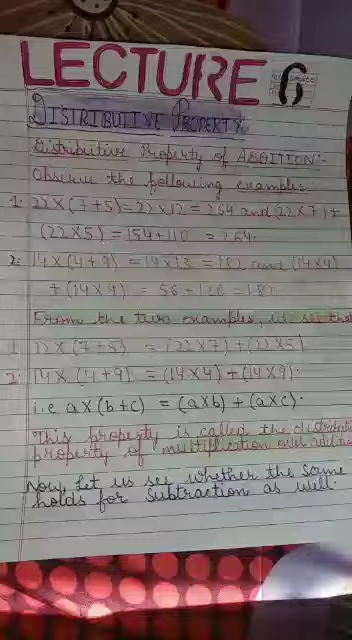 LECTURE 6
DISTRIBUTIVE PROPERTY
Distributive Property of ADDITION:-
Observe the following examples
1. 22 × (7+5) = 22 × 12 = 264 and (22 × 7) +
(22 × 5) = 154 + 110 = 264.
2. 14 × (4 + 9) = 14 × 13 = 182 and (14 × 4)
+ (14 × 9) = 56 + 126 = 182
From the two examples, we see that
1. 22 × (7+5) = (22 × 7) + (22 × 5)
2. 14 × (4+9) = (14 × 4) + (14 × 9)
i.e a × (b+c) = (a×b) + (a×c).
This property is called the
property of multiplication over
Now let us see whether the same
holds for subtraction as well.